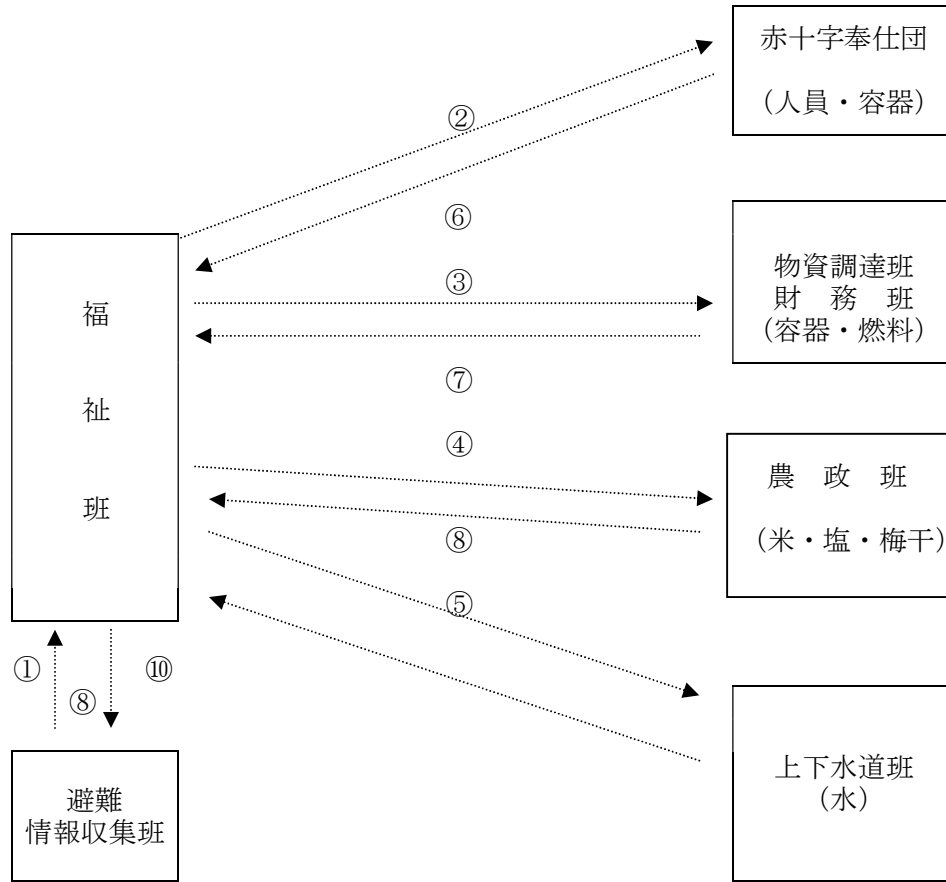 赤十字奉仕団
(人員・容器)
②
⑥
物資調達班
財　務　班
(容器・燃料)
③
⑦
福
祉
班
④
農　政　班
(米・塩・梅干)
⑧
⑤
①
⑩
⑧
上下水道班
(水)
避難
情報収集班